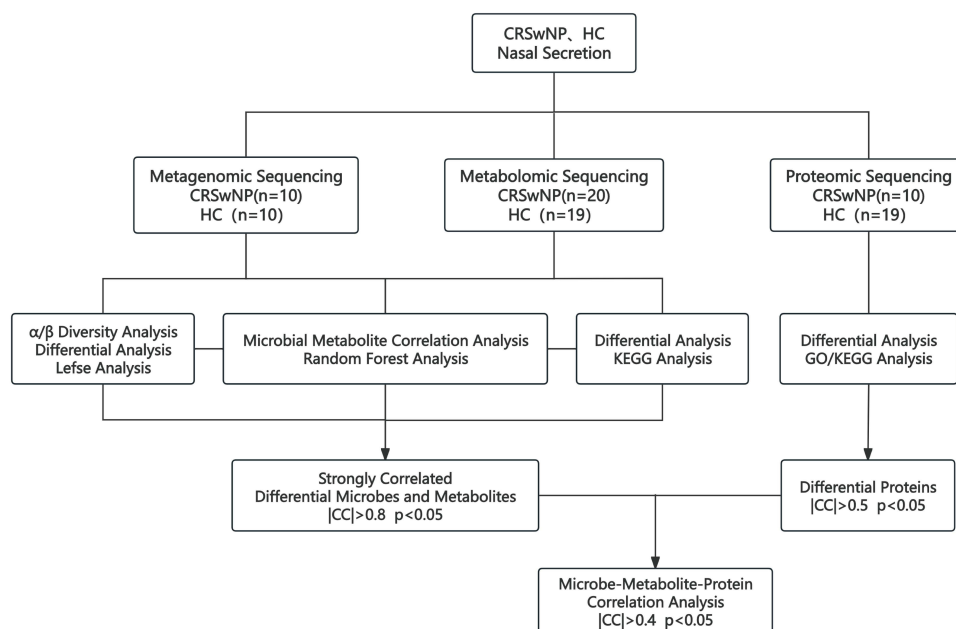 CRSwNP、HC
Nasal Secretion
Metagenomic Sequencing
CRSwNP(n=10)
HC（n=10）
Metabolomic Sequencing
CRSwNP(n=20)
HC（n=19）
Proteomic Sequencing
CRSwNP(n=10)
HC（n=19）
α/β Diversity Analysis
Differential Analysis
Lefse Analysis
Microbial Metabolite Correlation Analysis
Random Forest Analysis
Differential Analysis
KEGG Analysis
Differential Analysis
GO/KEGG Analysis
Strongly Correlated
Differential Microbes and Metabolites
|CC|>0.8 p<0.05
Differential Proteins
|CC|>0.5 p<0.05
Microbe-Metabolite-Protein
Correlation Analysis
|CC|>0.4 p<0.05